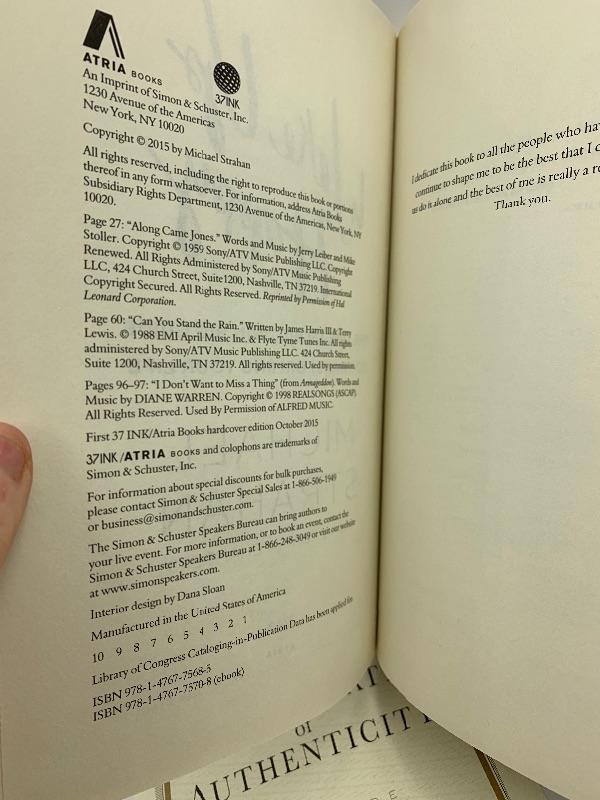 ATRIA BOOKS
37INK
An Imprint of Simon & Schuster, Inc.
1230 Avenue of the Americas
New York, NY 10020
Copyright © 2015 by Michael Strahan
All rights reserved, including the right to reproduce this book or portions
thereof in any form whatsoever. For information, address Atria Books
Subsidiary Rights Department, 1230 Avenue of the Americas, New York, NY
10020.
Page 27: “Along Came Jones.” Words and Music by Jerry Leiber and Mike
Stoller. Copyright © 1959 Sony/ATV Music Publishing LLC. Copyright
Renewed. All Rights Administered by Sony/ATV Music Publishing
LLC, 424 Church Street, Suite1200, Nashville, TN 37219. International
Copyright Secured. All Rights Reserved. Reprinted by Permission of Hal
Leonard Corporation.
Page 60: “Can You Stand the Rain.” Written by James Harris III & Terry
Lewis. © 1988 EMI April Music Inc. & Flyte Tyme Tunes Inc. All rights
administered by Sony/ATV Music Publishing LLC. 424 Church Street,
Suite 1200, Nashville, TN 37219. All rights reserved. Used by permission.
Pages 96–97: “I Don’t Want to Miss a Thing” (from Armageddon). Words and
Music by DIANE WARREN. Copyright © 1998 REALSONGS (ASCAP).
All Rights Reserved. Used By Permission of ALFRED MUSIC.
First 37 INK/Atria Books hardcover edition October 2015
37INK/ATRIA BOOKS and colophons are trademarks of
Simon & Schuster, Inc.
For information about special discounts for bulk purchases,
please contact Simon & Schuster Special Sales at 1-866-506-1949
or business@simonandschuster.com.
The Simon & Schuster Speakers Bureau can bring authors to
your live event. For more information, or to book an event, contact the
Simon & Schuster Speakers Bureau at 1-866-248-3049 or visit our website
at www.simonspeakers.com.
Interior design by Dana Sloan
Manufactured in the United States of America
10 9 8 7 6 5 4 3 2 1
Library of Congress Cataloging-in-Publication Data has been applied for.
ISBN 978-1-4767-7568-5
ISBN 978-1-4767-7570-8 (ebook)
I dedicate this book to all the people who hav
continue to shape me to be the best that I c
us do it alone and the best of me is really a re
Thank you.
OF
AUTHENTICIT